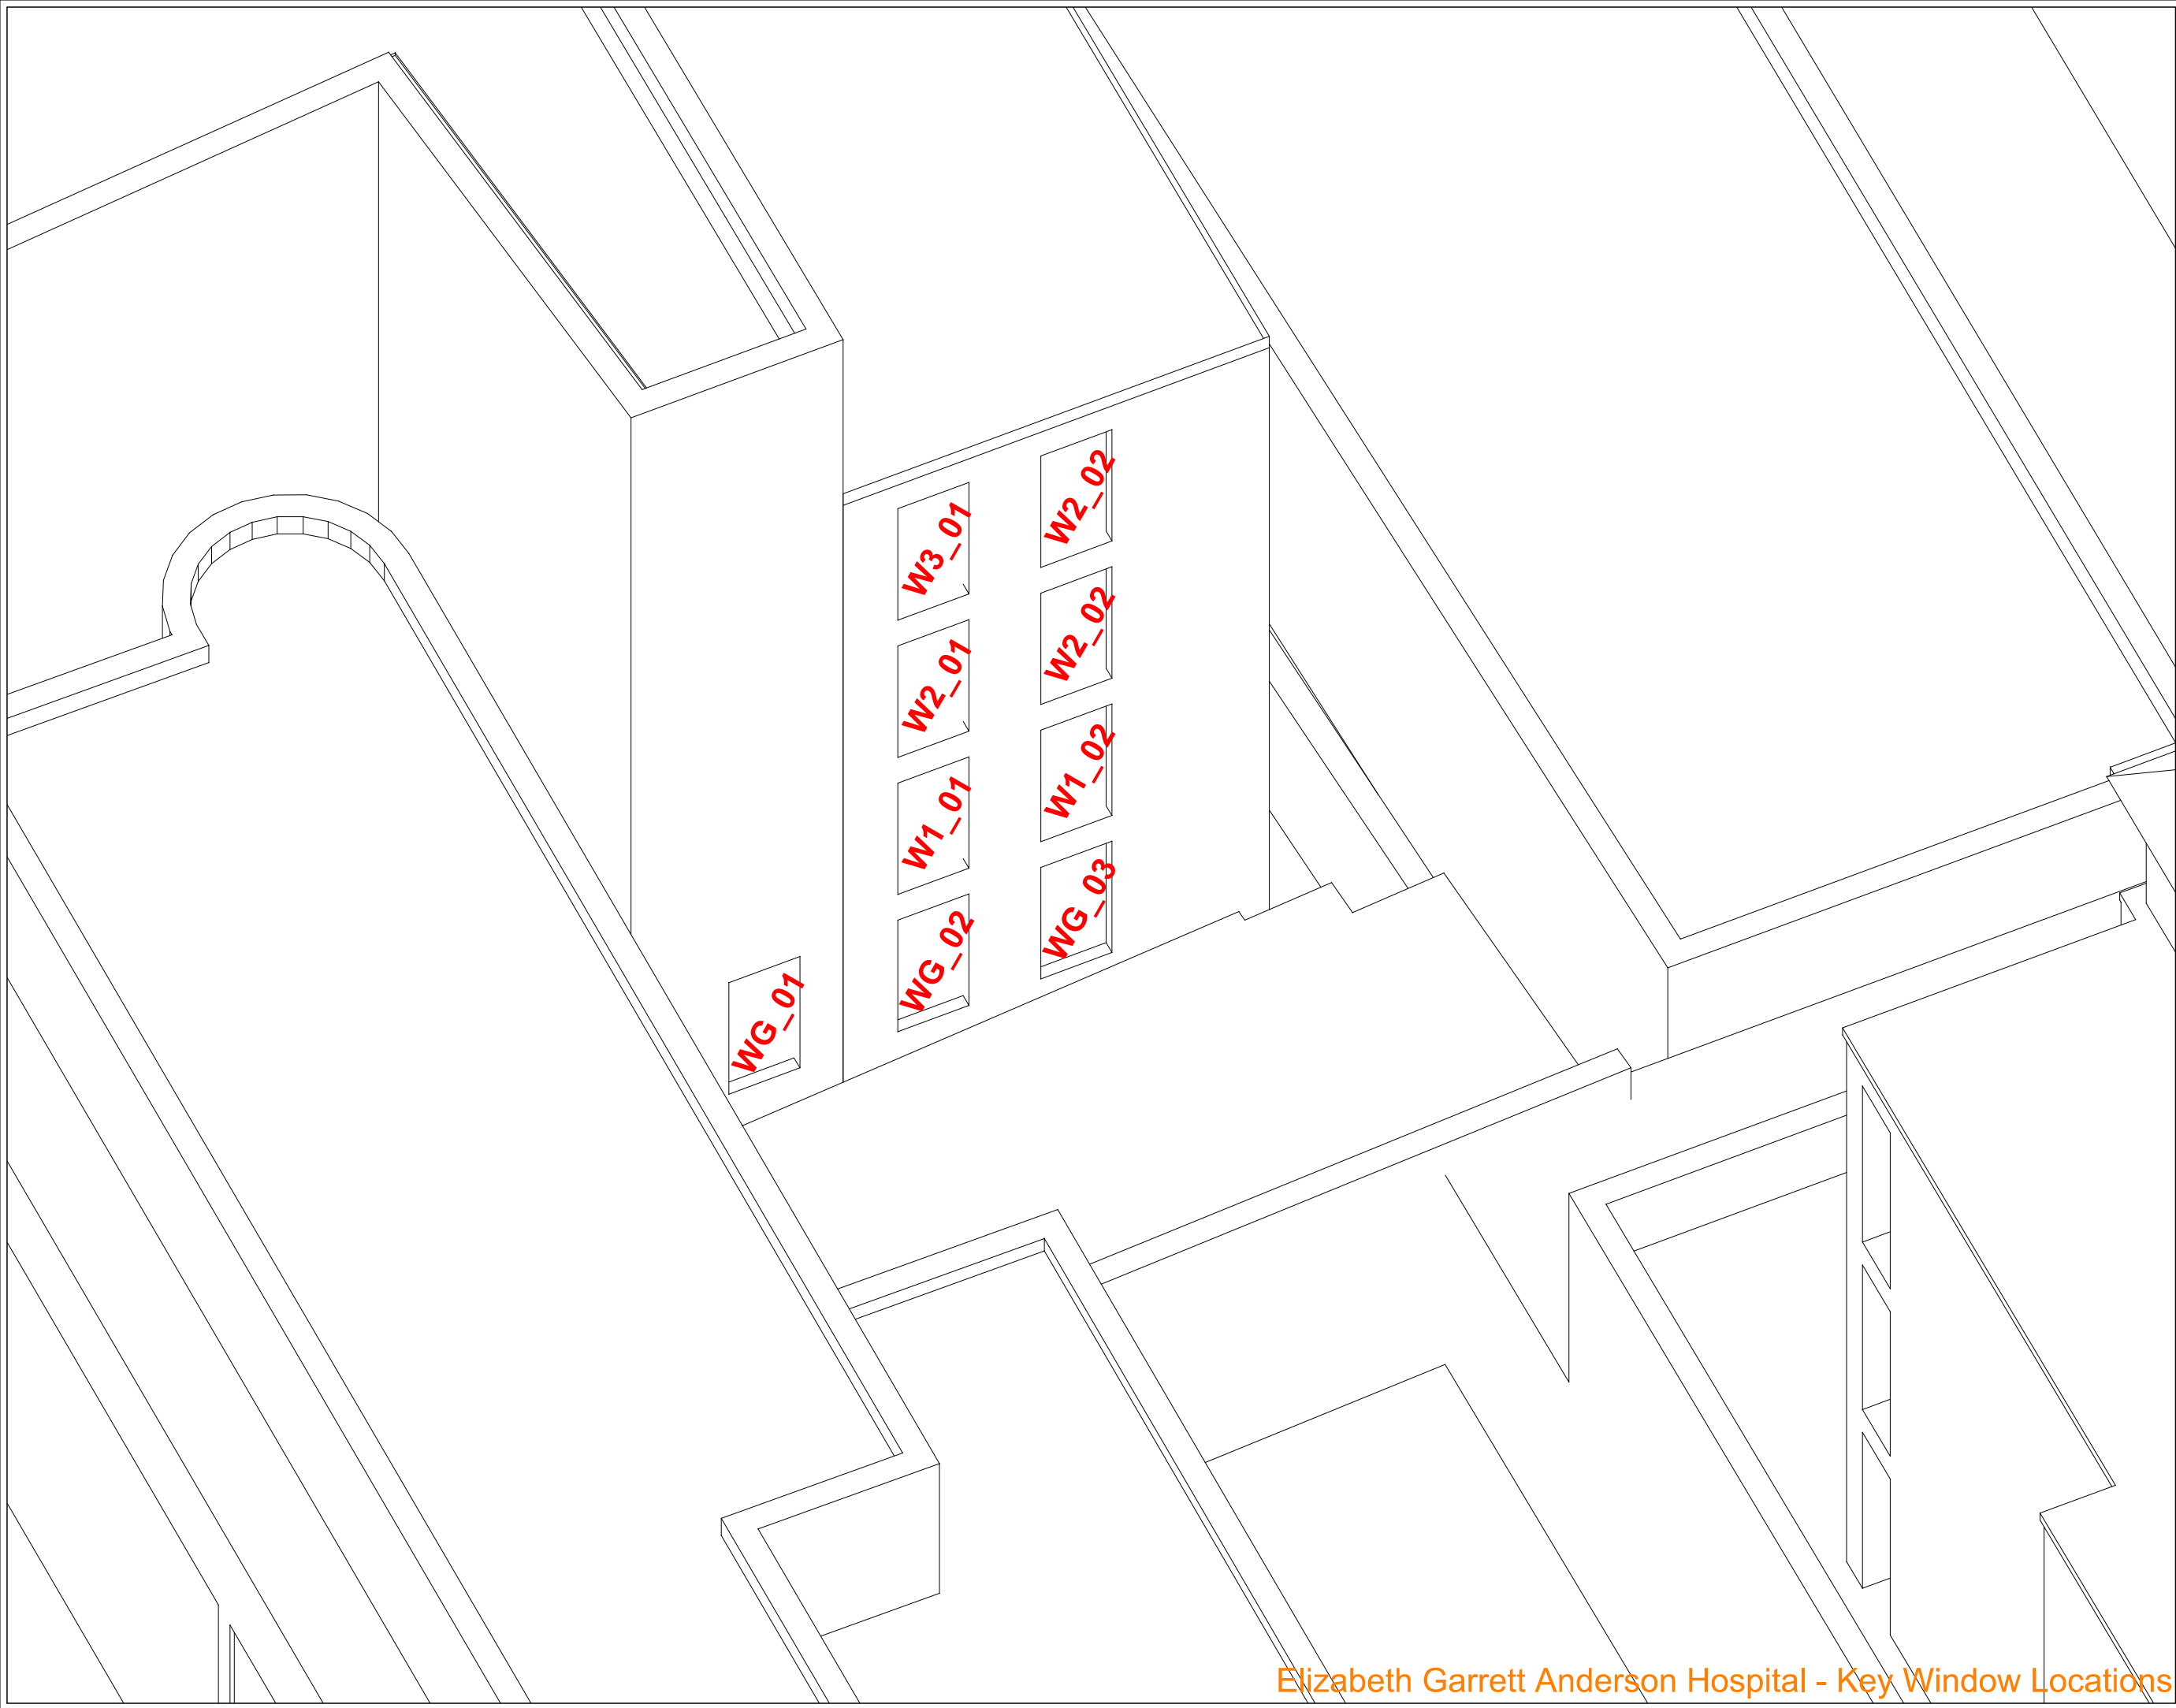 W2_02
W3_01
W2_02
W2_01
W1_02
W1_01
WG_03
WG_02
WG_01
Elizabeth Garrett Anderson Hospital - Key Window Locations